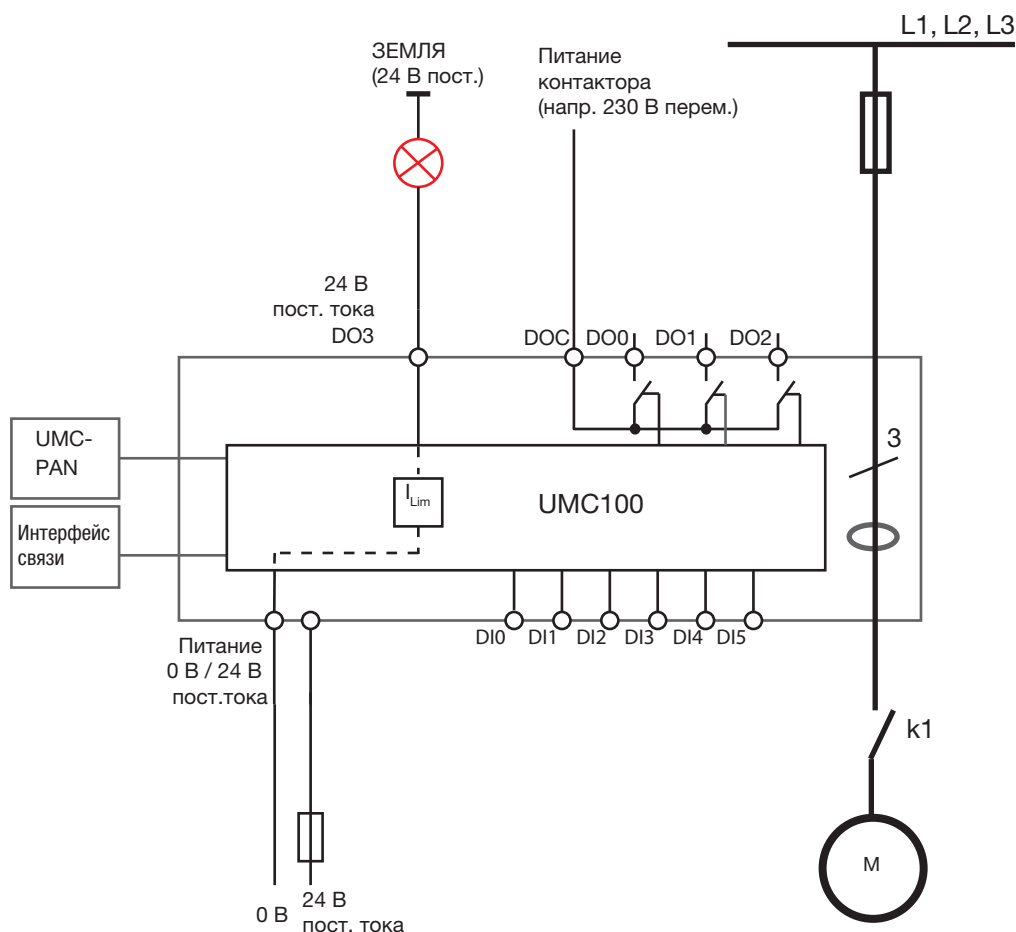 L1, L2, L3
ЗЕМЛЯ
(24 В пост.)
Питание
контактора
(напр. 230 В перем.)
24 В
пост. тока
DO3
DOC
DO0
DO1
DO2
UMC-
PAN
3
ILim
UMC100
Интерфейс
связи
Питание
0 В / 24 В
пост.тока
DI0
DI1
DI2
DI3
DI4
DI5
k1
M
0 В
24 В
пост. тока